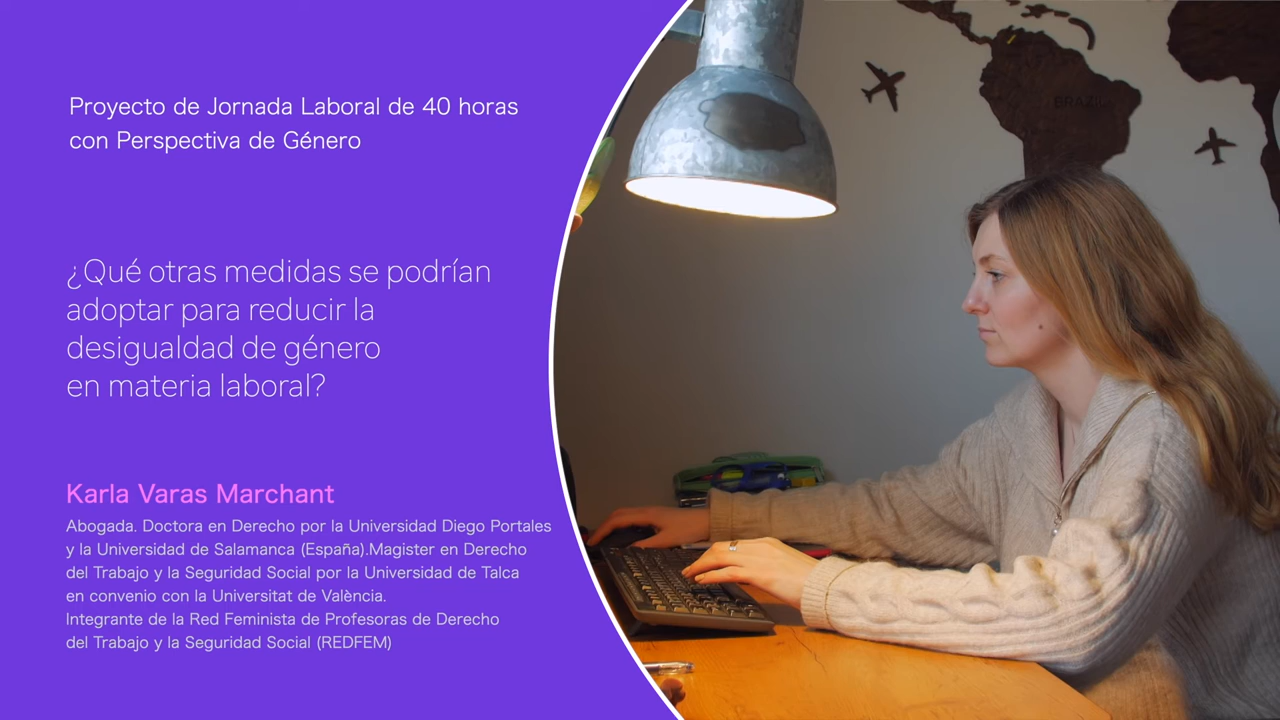 Proyecto de Jornada Laboral de 40 horas
con Perspectiva de Género
¿Qué otras medidas se podrían
adoptar para reducir la
desigualdad de género
en materia laboral?
Karla Varas Marchant
Abogada. Doctora en Derecho por la Universidad Diego Portales
y la Universidad de Salamanca (España).Magister en Derecho
del Trabajo y la Seguridad Social por la Universidad de Talca
en convenio con la Universitat de València.
Integrante de la Red Feminista de Profesoras de Derecho
del Trabajo y la Seguridad Social (REDFEM)
BRAZIL